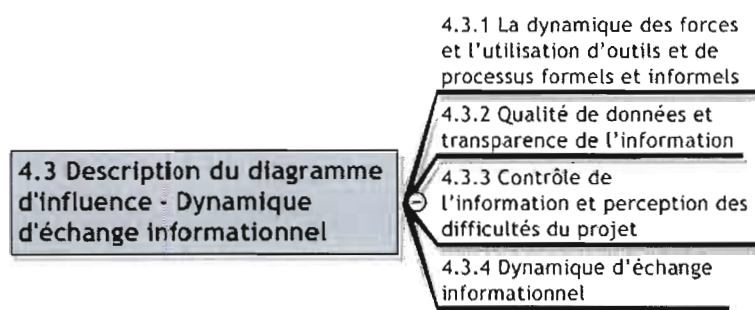 4.3 Description du diagramme
d'influence - Dynamique
d'échange informationnel
4.3.1 La dynamique des forces
et l'utilisation d'outils et de
processus formels et informels
4.3.2 Qualité de données et
transparence de l'information
4.3.3 Contrôle de
l'information et perception des
difficultés du projet
4.3.4 Dynamique d'échange
informationnel